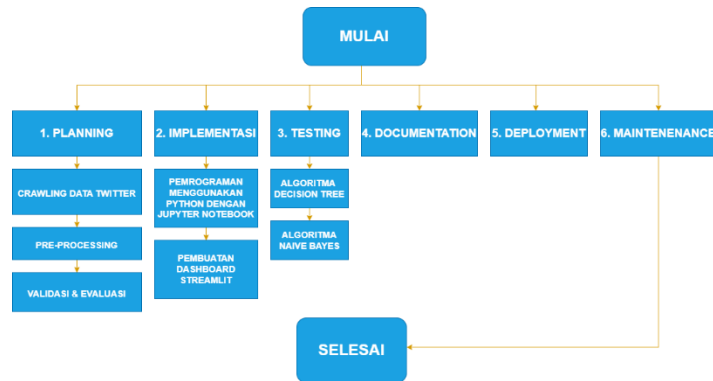 MULAI
1. PLANNING
2. IMPLEMENTASI
3. TESTING
4. DOCUMENTATION
5. DEPLOYMENT
6. MAINTENENANCE
CRAWLING DATA TWITTER
PRE-PROCESSING
VALIDASI & EVALUASI
PEMROGRAMAN
MENGGUNAKAN
PYTHON DENGAN
JUPYTER NOTEBOOK
PEMBUATAN
DASHBOARD
STREAMLIT
ALGORITMA
DECISION TREE
ALGORITMA
NAIVE BAYES
SELESAI